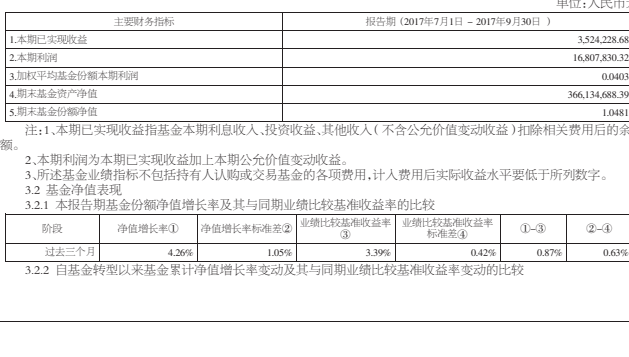 单位:人民币
主要财务指标 报告期(2017年7月1日 - 2017年9月30日 )
1.本期已实现收益 3,524,228.68
2.本期利润 16,807,830.32
3.加权平均基金份额本期利润 0.0403
4.期末基金资产净值 366,134,688.39
5.期末基金份额净值 1.0481
注:1、本期已实现收益指基金本期利息收入、投资收益、其他收入(不含公允价值变动收益)扣除相关费用后的余
额。
2、本期利润为本期已实现收益加上本期公允价值变动收益。
3、所述基金业绩指标不包括持有人认购或交易基金的各项费用,计入费用后实际收益水平要低于所列数字。
3.2 基金净值表现
3.2.1 本报告期基金份额净值增长率及其与同期业绩比较基准收益率的比较
阶段 净值增长率① 净值增长率标准差② 业绩比较基准收益率③ 业绩比较基准收益率标准差④ ①-③ ②-④
过去三个月 4.26% 1.05% 3.39% 0.42% 0.87% 0.63%
3.2.2 自基金转型以来基金累计净值增长率变动及其与同期业绩比较基准收益率变动的比较